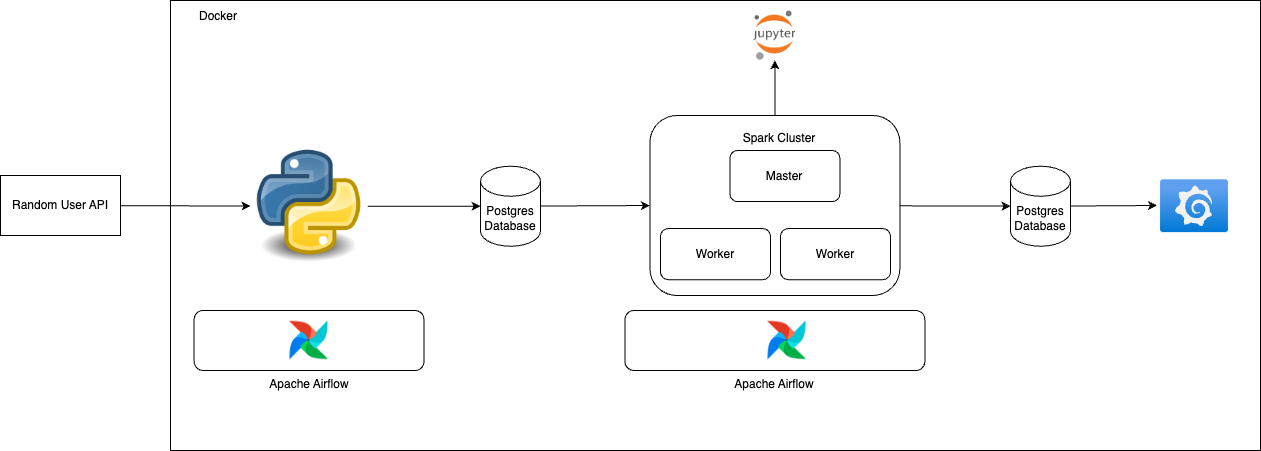 Docker
jupyter
Spark Cluster
Master
Random User API
Postgres
Database
Postgres
Database
Worker
Worker
Apache Airflow
Apache Airflow